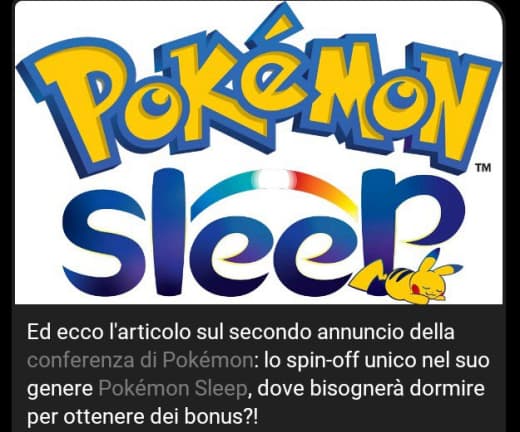 POKéMON
TM
Sleep
Ed ecco l'articolo sul secondo annuncio della
conferenza di Pokémon: lo spin-off unico nel suo
genere Pokémon Sleep, dove bisognerà dormire
per ottenere dei bonus?!